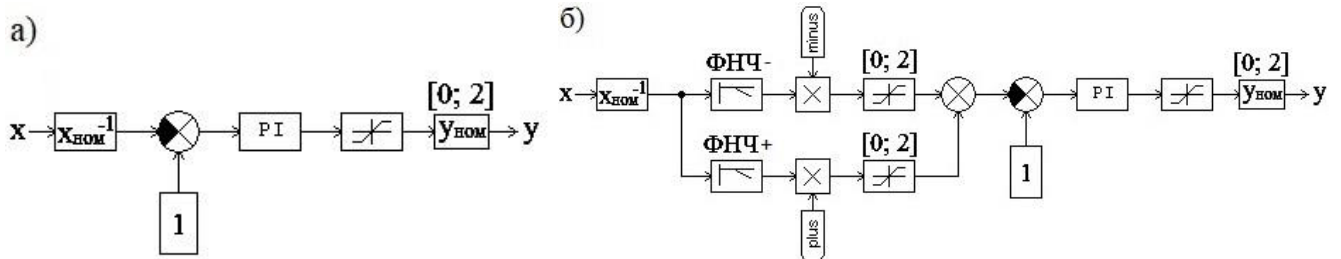 а)
x
xном⁻¹
1
PI
[0; 2]
yном
y
б)
x
xном⁻¹
ФНЧ-
minus
[0; 2]
ФНЧ+
plus
[0; 2]
1
PI
[0; 2]
yном
y